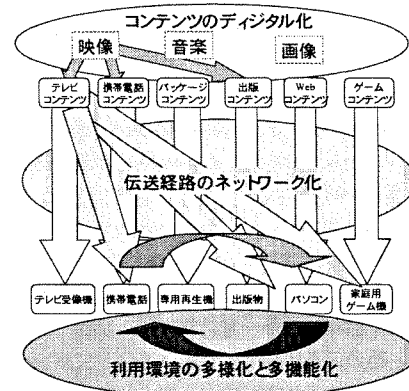 コンテンツのディジタル化
映像
音楽
画像
テレビ
コンテンツ
携帯電話
コンテンツ
パッケージ
コンテンツ
出版
コンテンツ
Web
コンテンツ
ゲーム
コンテンツ
伝送経路のネットワーク化
テレビ受像機
携帯電話
専用再生機
出版物
パソコン
家庭用
ゲーム機
利用環境の多様化と多機能化